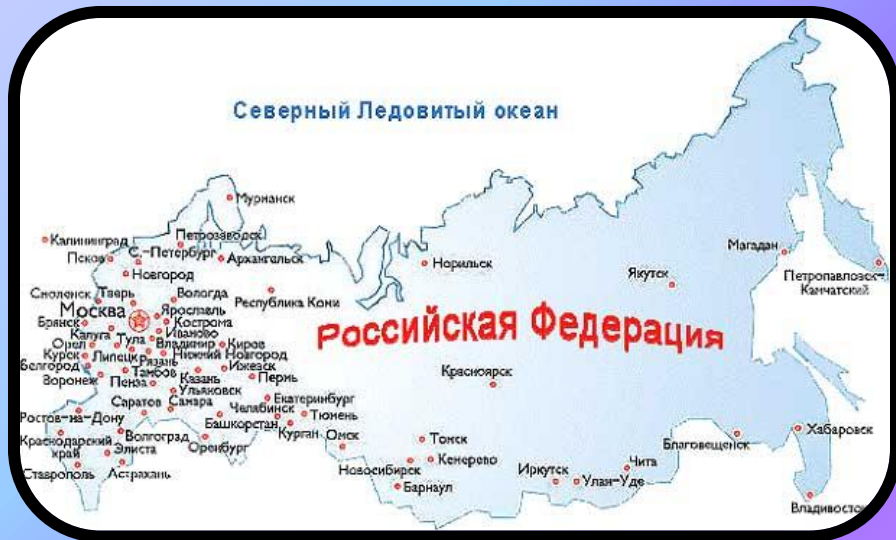 Северный Ледовитый океан
Мурманск
Калининград
Петрозаводск
Псков
С.-Петербург
Архангельск
Новгород
Норильск
Магадан
Якутск
Петропавловск-
Камчатский
Смоленск
Тверь
Вологда
Республика Кони
Москва
Ярославль
Российская Федерация
Брянск
Кострома
Калуга
Тула
Иваново
Орел
Владимир
Киров
Курск
Липецк
Рязань
Нижний Новгород
Белгород
Тамбов
Ижевск
Воронеж
Пенза
Казань
Пермь
Красноярск
Ульяновск
Екатеринбург
Саратов
Самара
Челябинск
Тюмень
Ростов-на-Дону
Башкорстан
Курган
Омск
Томск
Хабаровск
Краснодарский
край
Волгоград
Элиста
Оренбург
Благовещенск
Новосибирск
Кемерово
Иркутск
Чита
Ставрополь
Астрахань
Барнаул
Улан-Уде
Владивосток